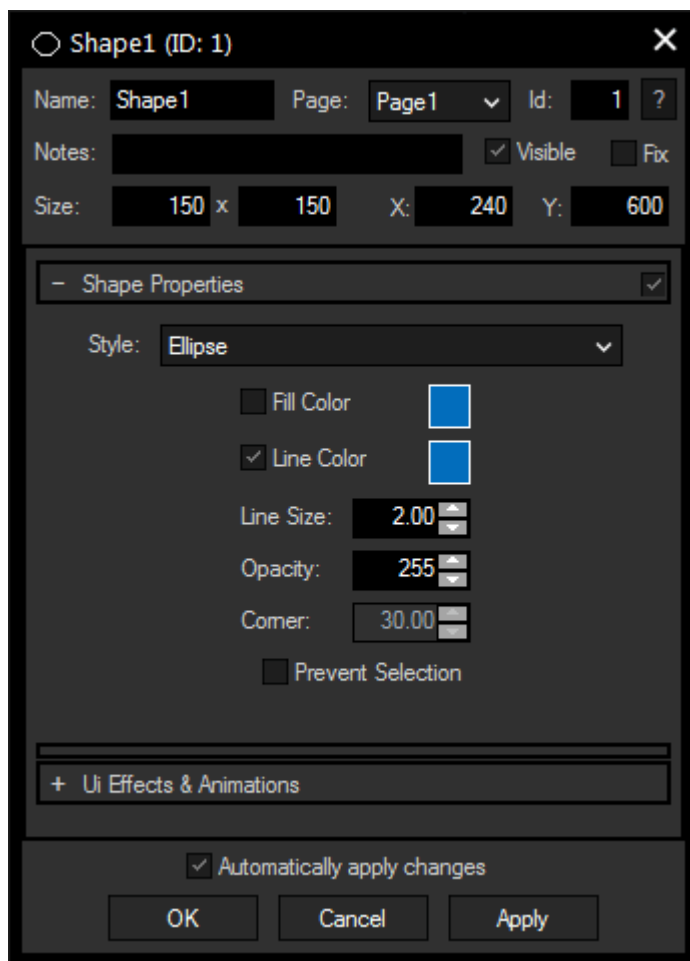 Shape1 (ID: 1)
Name: Shape1 Page: Page1 Id: 1 ?
Notes: Visible Fix
Size: 150 x 150 X: 240 Y: 600
− Shape Properties
Style: Ellipse
Fill Color
Line Color
Line Size: 2.00
Opacity: 255
Corner: 30.00
Prevent Selection
+ Ui Effects & Animations
Automatically apply changes
OK Cancel Apply